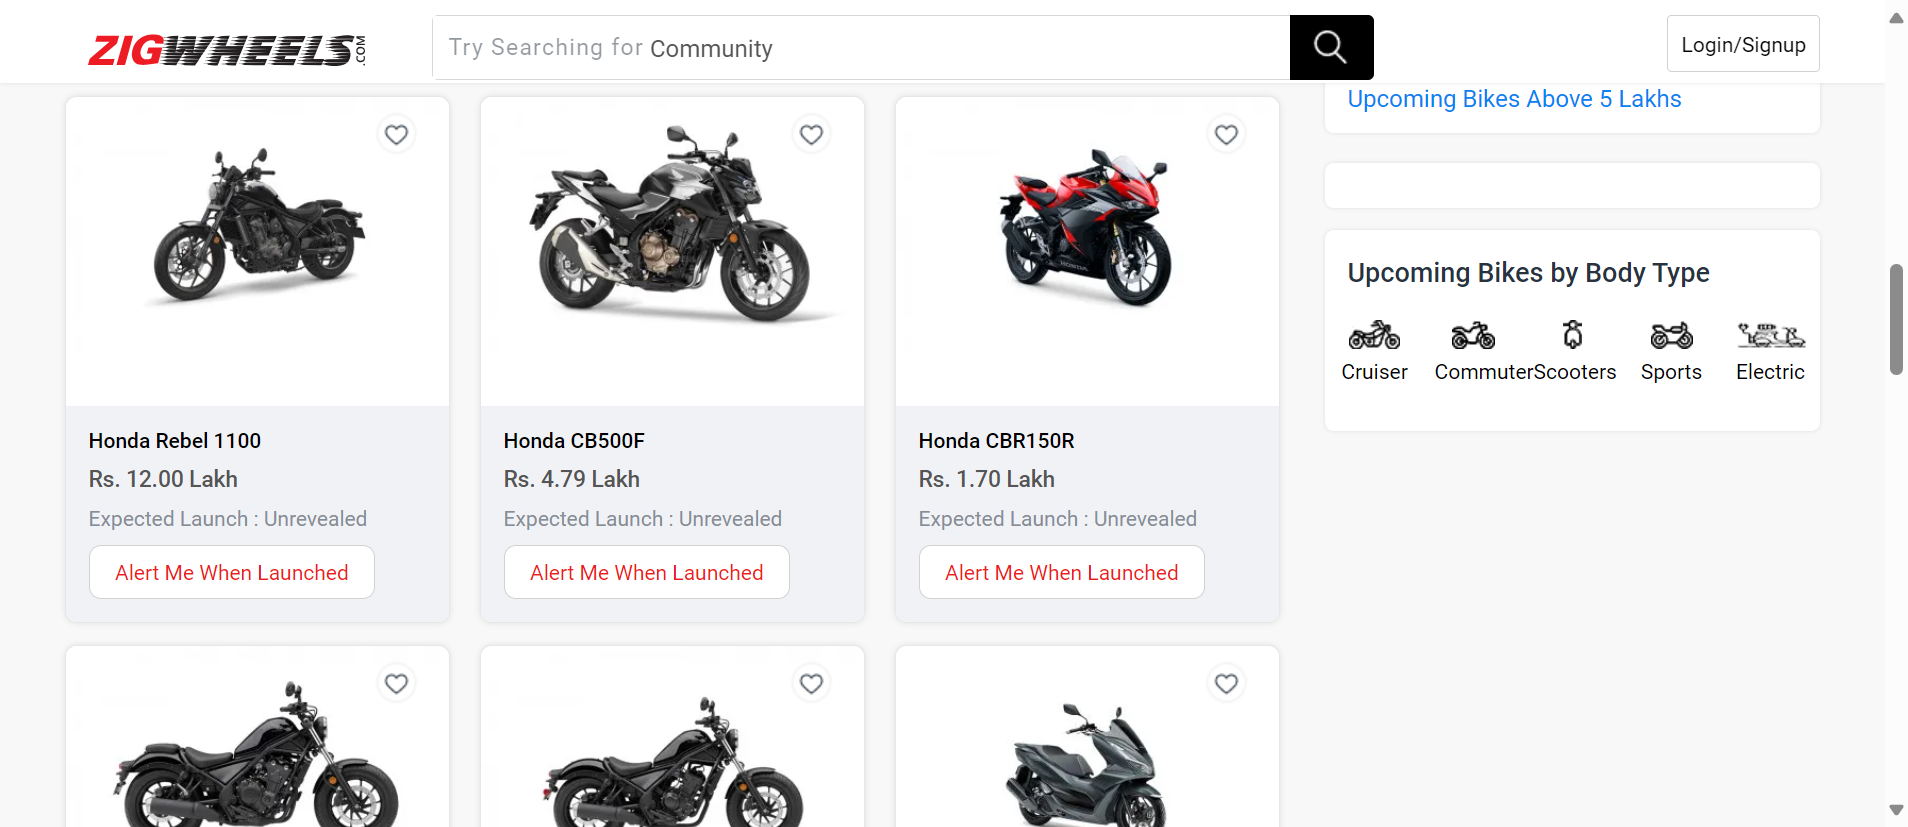 ZIGWHEELS.COM
Try Searching for Community
Login/Signup
Upcoming Bikes Above 5 Lakhs
Upcoming Bikes by Body Type
Cruiser
Commuter
Scooters
Sports
Electric
Honda Rebel 1100
Rs. 12.00 Lakh
Expected Launch : Unrevealed
Alert Me When Launched
Honda CB500F
Rs. 4.79 Lakh
Expected Launch : Unrevealed
Alert Me When Launched
HONDA
Honda CBR150R
Rs. 1.70 Lakh
Expected Launch : Unrevealed
Alert Me When Launched